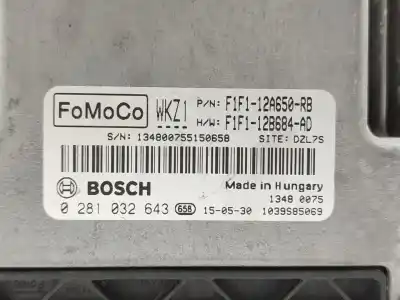 FoMoCo WKZ1 P/N: F1F1-12A650-RB
H/W: F1F1-12B684-AD
S/N: 134800755150658 SITE: DZL7S
BOSCH Made in Hungary
1348 0075
0 281 032 643 658 15-05-30 1039S85069